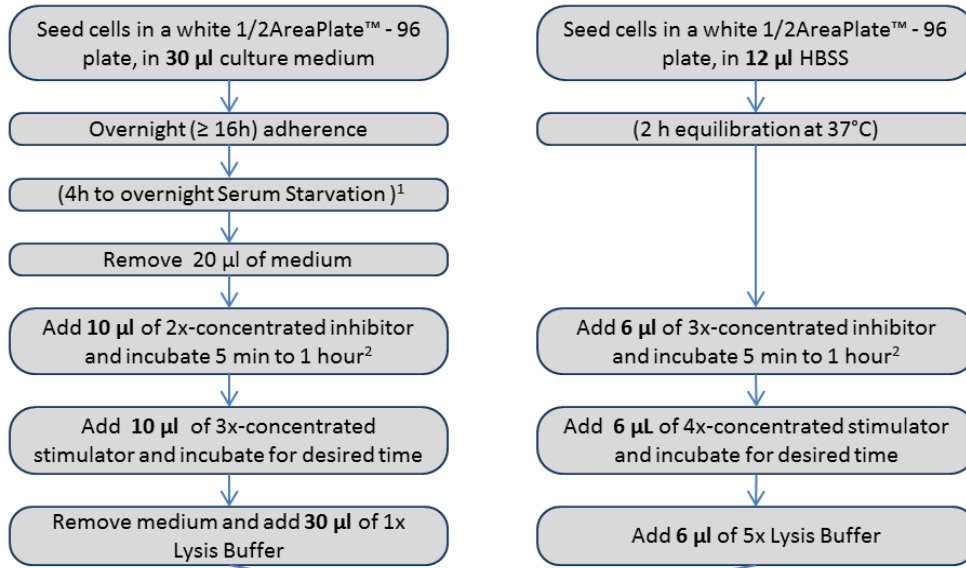 Seed cells in a white 1/2AreaPlate™ - 96
plate, in 30 µl culture medium
Overnight (≥ 16h) adherence
(4h to overnight Serum Starvation )¹
Remove 20 µl of medium
Add 10 µl of 2x-concentrated inhibitor
and incubate 5 min to 1 hour²
Add 10 µl of 3x-concentrated
stimulator and incubate for desired time
Remove medium and add 30 µl of 1x
Lysis Buffer
Seed cells in a white 1/2AreaPlate™ - 96
plate, in 12 µl HBSS
(2 h equilibration at 37°C)
Add 6 µl of 3x-concentrated inhibitor
and incubate 5 min to 1 hour²
Add 6 µL of 4x-concentrated stimulator
and incubate for desired time
Add 6 µl of 5x Lysis Buffer